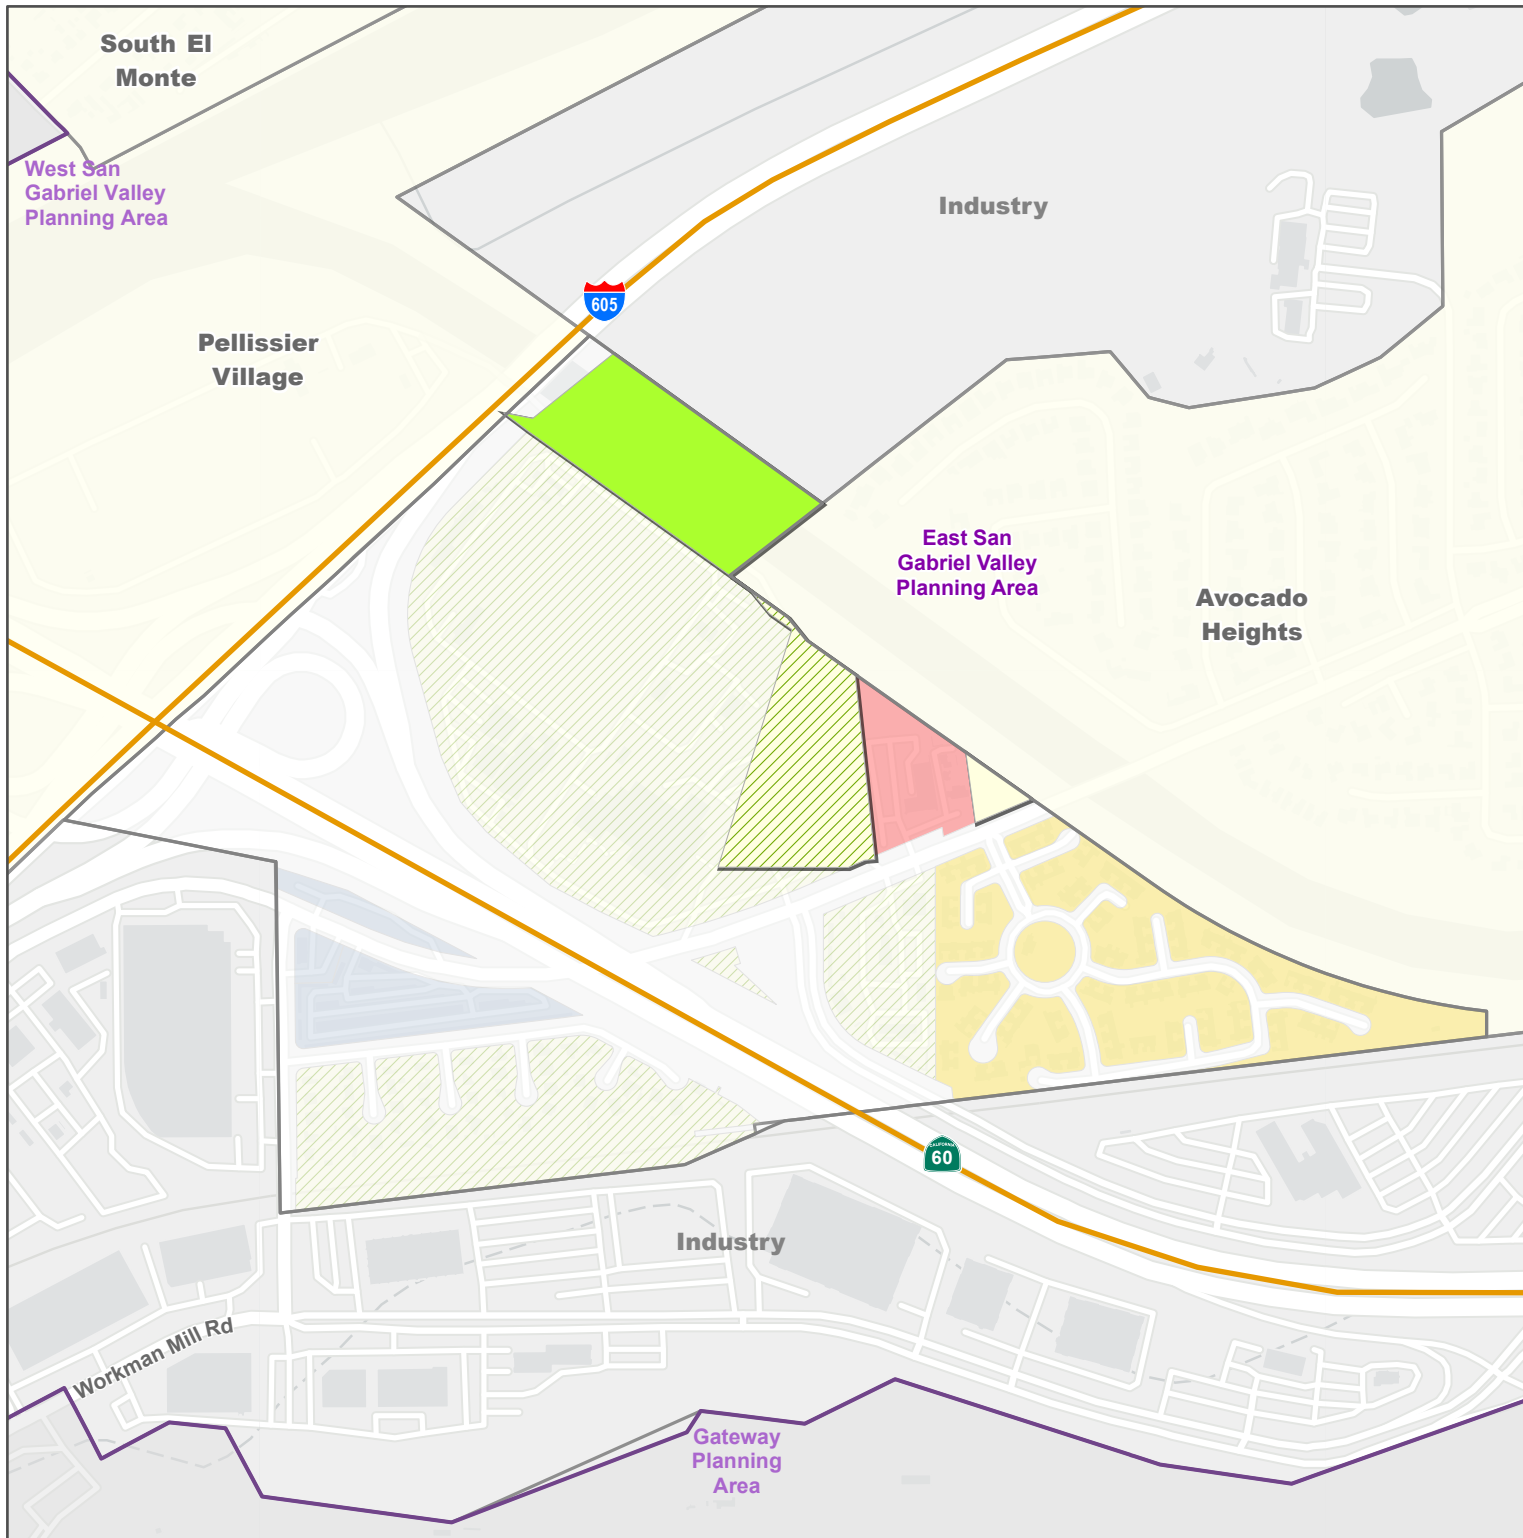 South El
Monte
West San
Gabriel Valley
Planning Area
Industry
605
Pellissier
Village
East San
Gabriel Valley
Planning Area
Avocado
Heights
CALIFORNIA
60
Industry
Workman Mill Rd
Gateway
Planning
Area